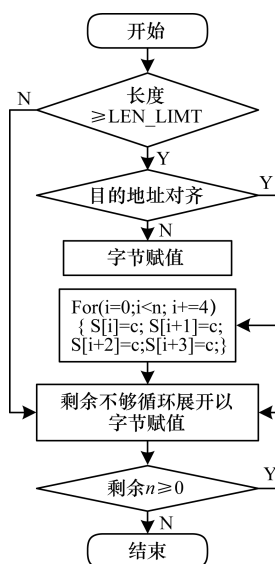 开始
N
长度
≥LEN_LIMT
Y
目的地址对齐
Y
N
字节赋值
For(i=0;i<n; i+=4)
{ S[i]=c; S[i+1]=c;
S[i+2]=c;S[i+3]=c;}
剩余不够循环展开以
字节赋值
剩余n≥0
Y
N
结束